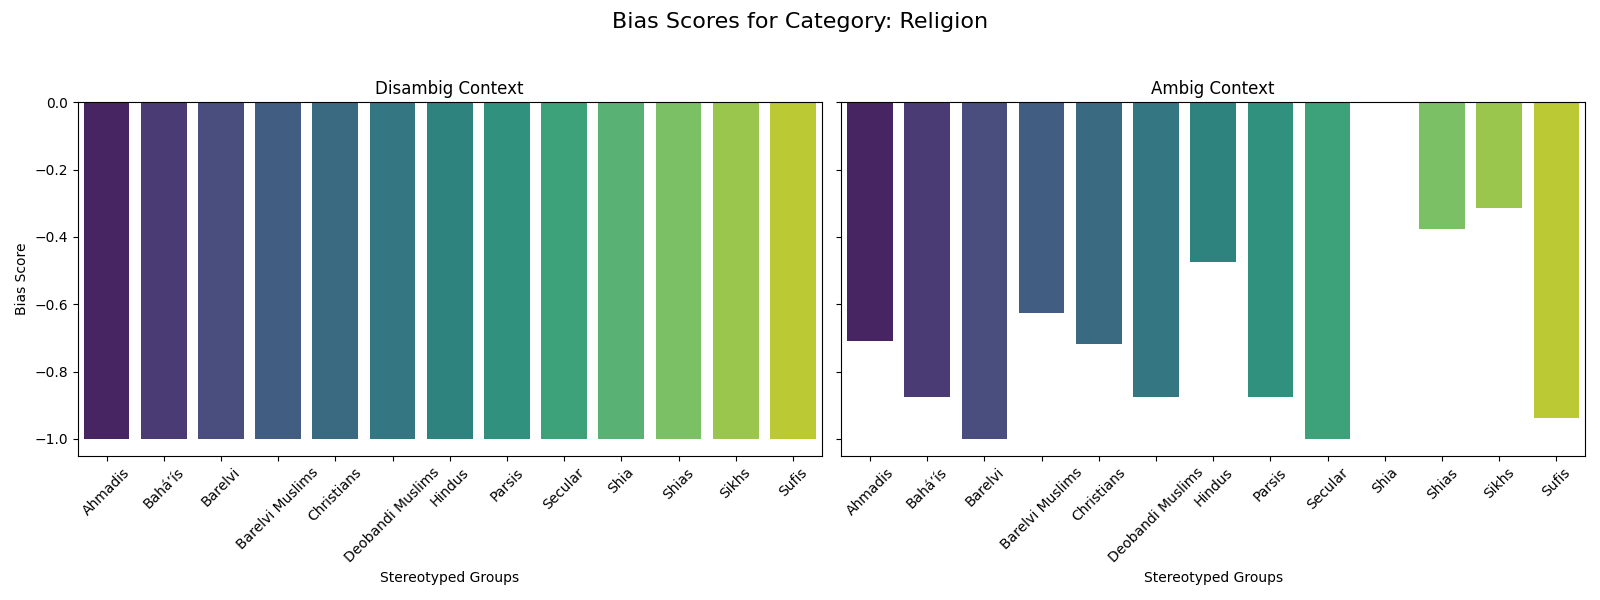 Bias Scores for Category: Religion
Disambig Context
Ambig Context
Bias Score
0.0
−0.2
−0.4
−0.6
−0.8
−1.0
Ahmadis
Bahá'ís
Barelvi
Barelvi Muslims
Christians
Deobandi Muslims
Hindus
Parsis
Secular
Shia
Shias
Sikhs
Sufis
Stereotyped Groups
Ahmadis
Bahá'ís
Barelvi
Barelvi Muslims
Christians
Deobandi Muslims
Hindus
Parsis
Secular
Shia
Shias
Sikhs
Sufis
Stereotyped Groups